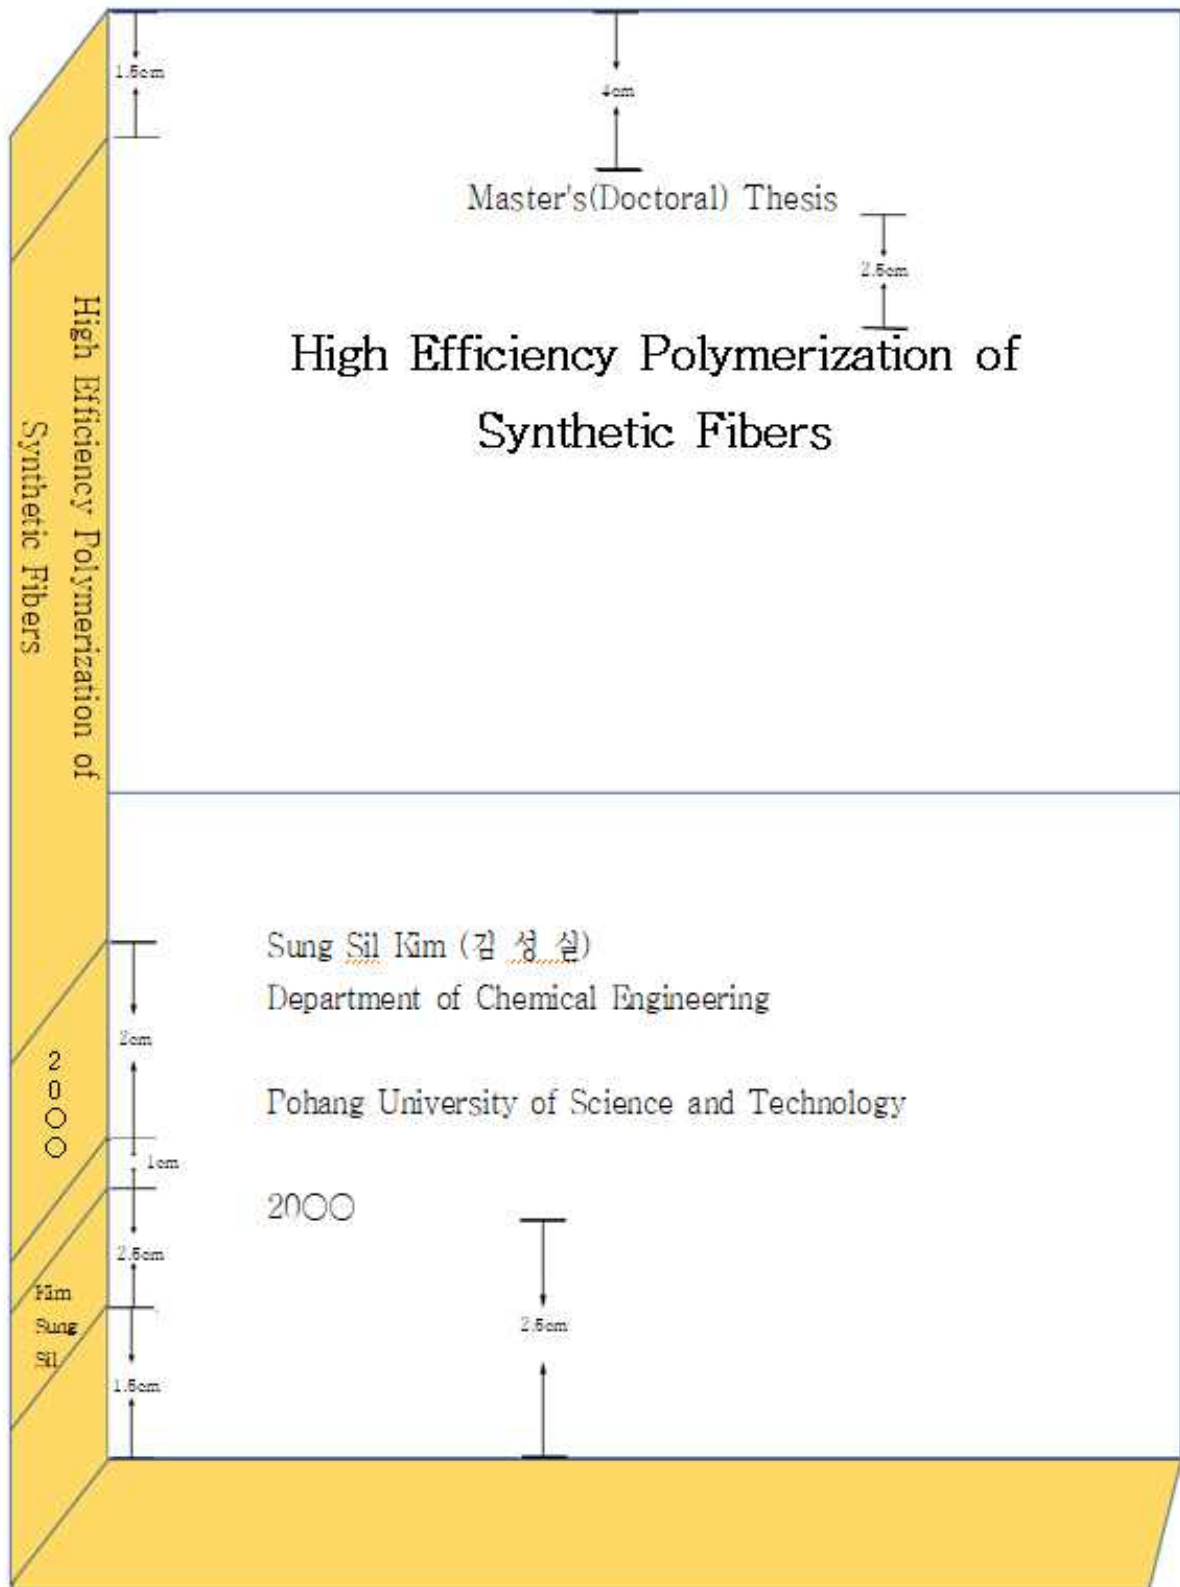 1.5cm
4cm
Master's(Doctoral) Thesis
2.5cm
High Efficiency Polymerization of
Synthetic Fibers
High Efficiency Polymerization of
Synthetic Fibers
Sung Sil Kim (김 성 실)
Department of Chemical Engineering
Pohang University of Science and Technology
20○○
2.5cm
2cm
1cm
2.5cm
1.5cm
2
0
○
○
Kim
Sung
Sil